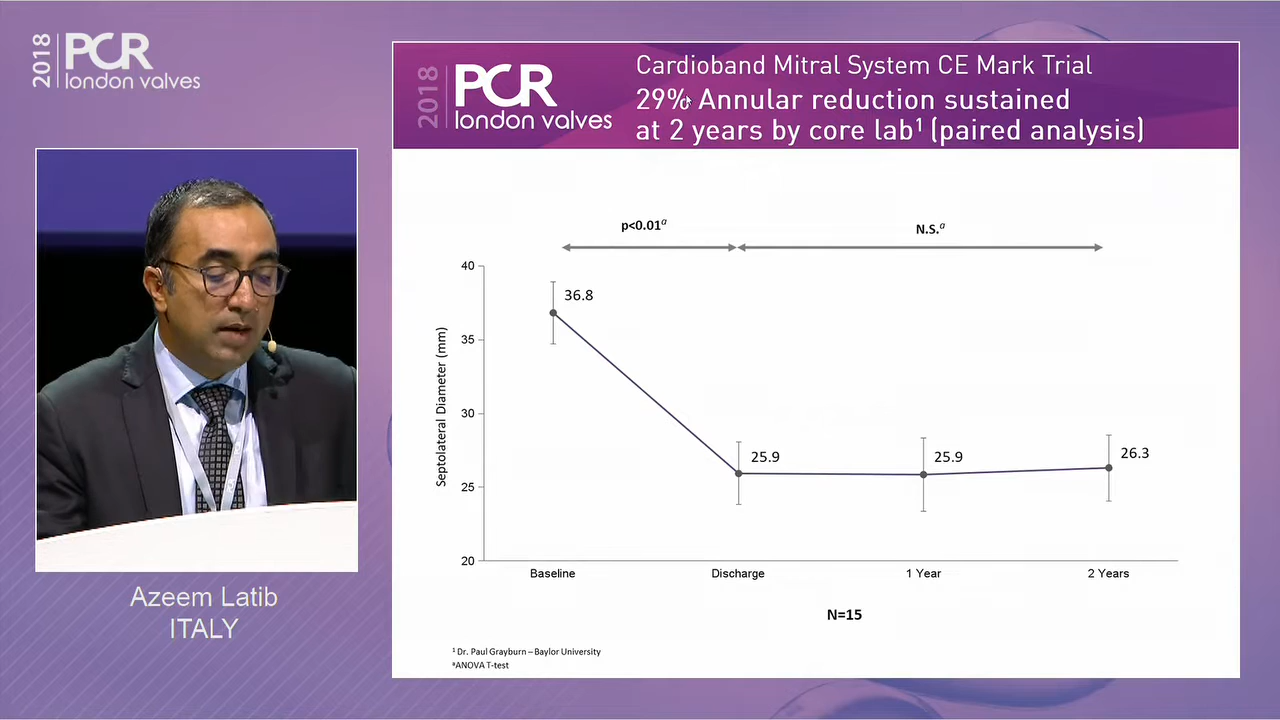 2018 PCR
london valves
Azeem Latib
ITALY
2018 PCR
london valves
Cardioband Mitral System CE Mark Trial
29% Annular reduction sustained
at 2 years by core lab¹ (paired analysis)
p<0.01ᵃ
N.S.ᵃ
Septolateral Diameter (mm)
40
35
30
25
20
36.8
25.9
25.9
26.3
Baseline
Discharge
1 Year
2 Years
N=15
¹ Dr. Paul Grayburn – Baylor University
ᵃANOVA T-test